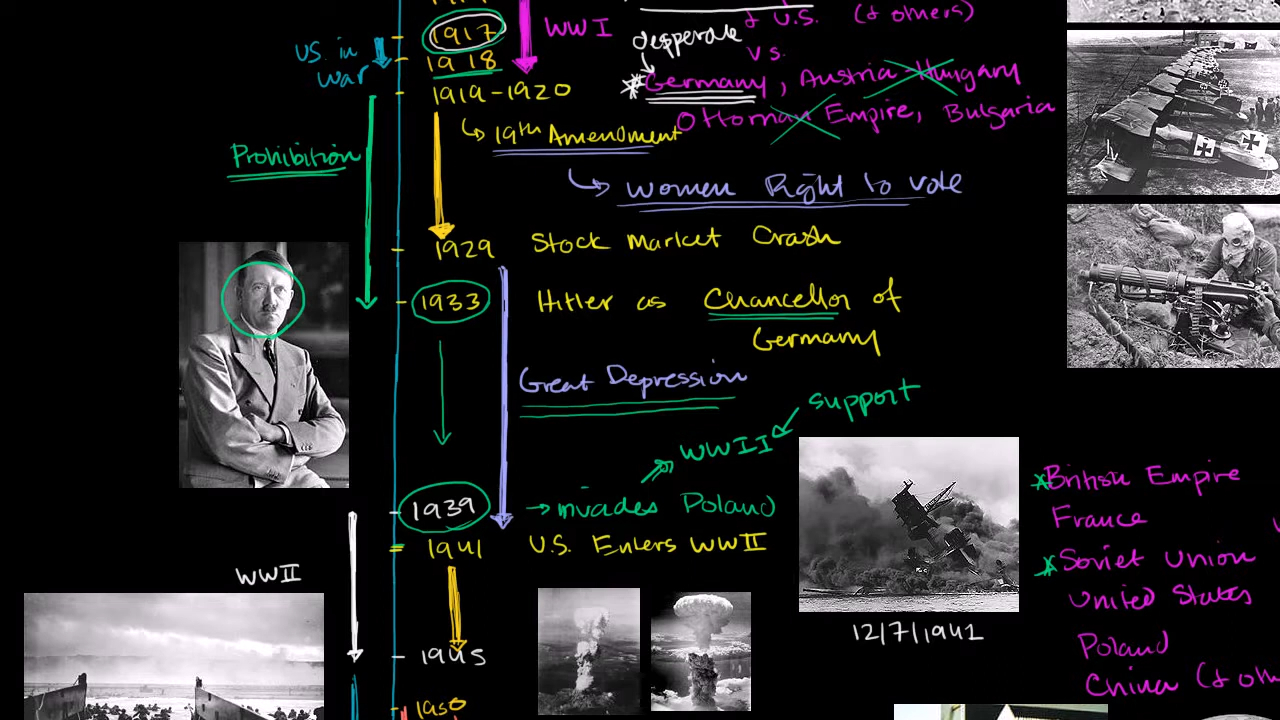 & U.S. (& others)
1917
WW I
desperate
vs.
U.S. in
war
1918
Germany, Austria-Hungary
1919-1920
Ottoman Empire, Bulgaria
19th Amendment
Prohibition
Women Right to vote
1929 Stock Market Crash
1933 Hitler as Chancellor of
Germany
Great Depression
support
WWII
British Empire
1939 → invades Poland
France
1941 U.S. Enters WWII
Soviet Union
WWII
United States
12/7/1941
Poland
1945
China (& oth
1950